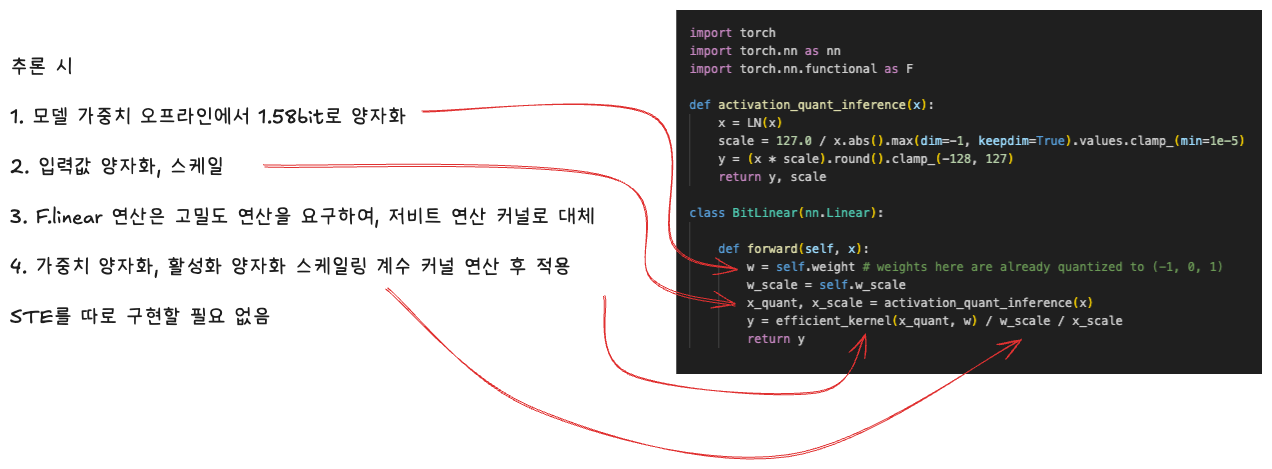 추론 시
1. 모델 가중치 오프라인에서 1.58bit로 양자화
2. 입력값 양자화, 스케일
3. F.linear 연산은 고밀도 연산을 요구하여, 저비트 연산 커널로 대체
4. 가중치 양자화, 활성화 양자화 스케일링 계수 커널 연산 후 적용
STE를 따로 구현할 필요 없음
import torch
import torch.nn as nn
import torch.nn.functional as F
def activation_quant_inference(x):
    x = LN(x)
    scale = 127.0 / x.abs().max(dim=-1, keepdim=True).values.clamp_(min=1e-5)
    y = (x * scale).round().clamp_(-128, 127)
    return y, scale
class BitLinear(nn.Linear):
    def forward(self, x):
        w = self.weight # weights here are already quantized to (-1, 0, 1)
        w_scale = self.w_scale
        x_quant, x_scale = activation_quant_inference(x)
        y = efficient_kernel(x_quant, w) / w_scale / x_scale
        return y